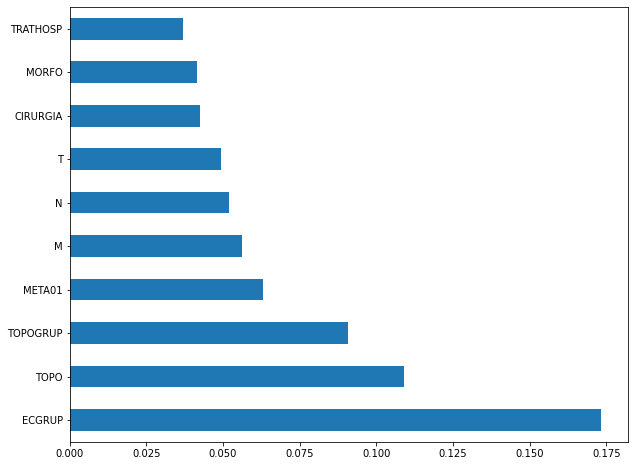 TRATHOSP
MORFO
CIRURGIA
T
N
M
META01
TOPOGRUP
TOPO
ECGRUP
0.000 0.025 0.050 0.075 0.100 0.125 0.150 0.175